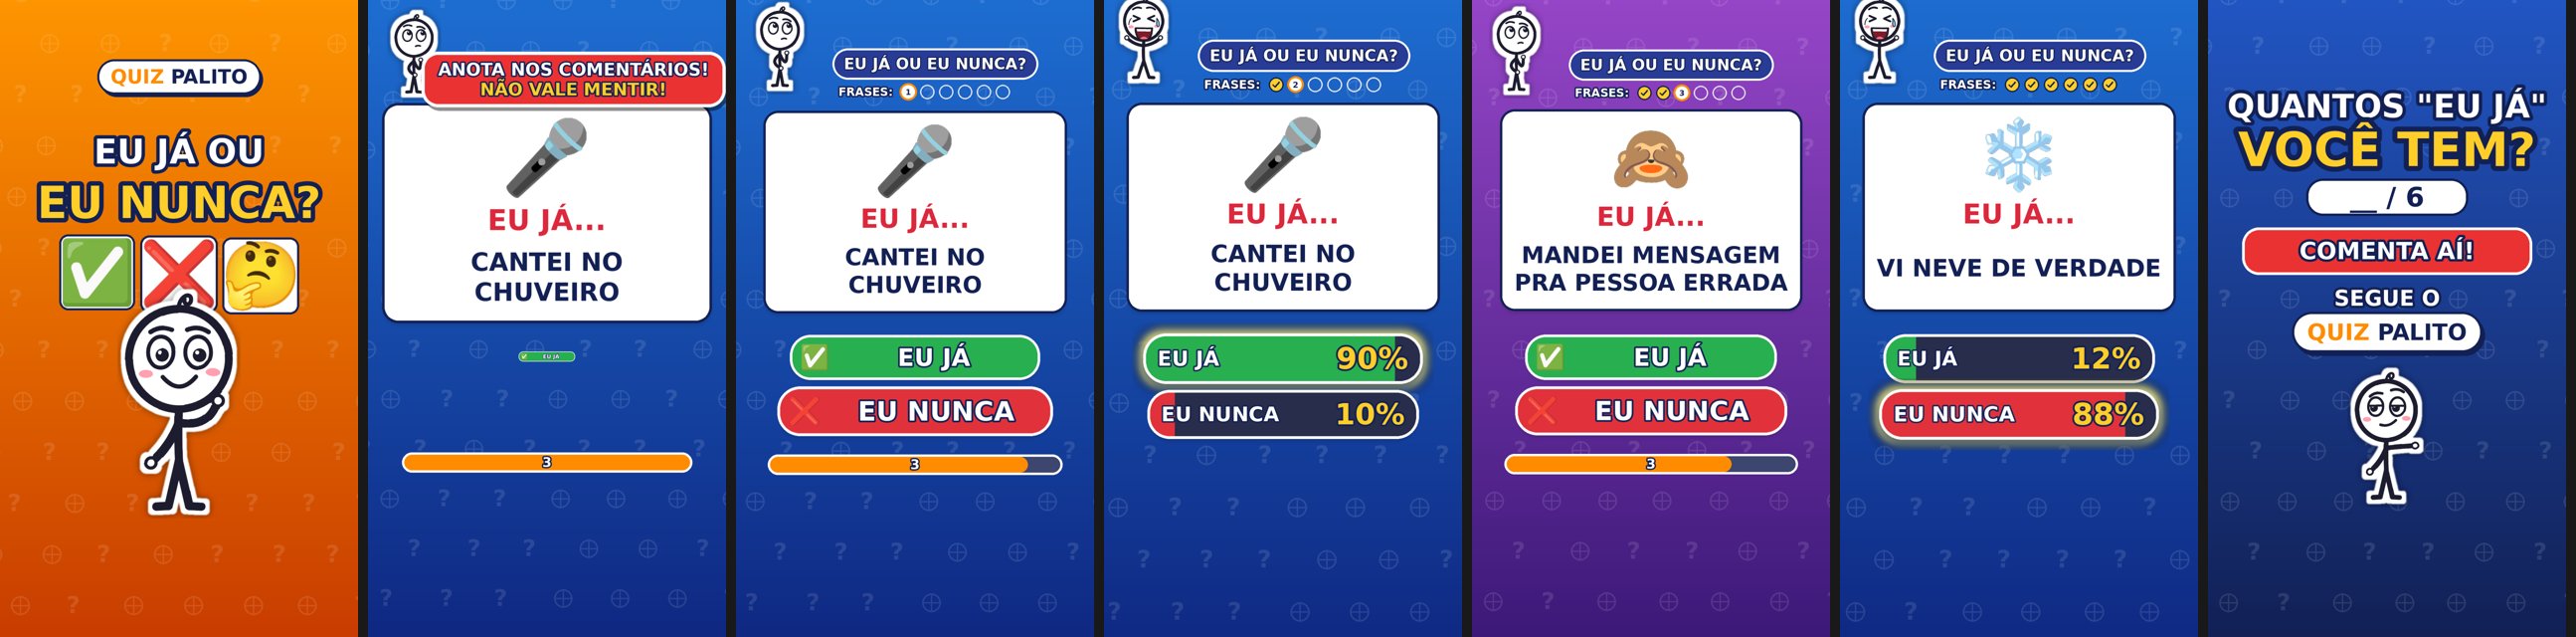 QUIZ PALITO
EU JÁ OU
EU NUNCA?
ANOTA NOS COMENTÁRIOS!
NÃO VALE MENTIR!
EU JÁ...
CANTEI NO
CHUVEIRO
EU JÁ
3
EU JÁ OU EU NUNCA?
FRASES: 1
EU JÁ...
CANTEI NO
CHUVEIRO
EU JÁ
EU NUNCA
3
EU JÁ OU EU NUNCA?
FRASES: 2
EU JÁ...
CANTEI NO
CHUVEIRO
EU JÁ 90%
EU NUNCA 10%
EU JÁ OU EU NUNCA?
FRASES: 3
EU JÁ...
MANDEI MENSAGEM
PRA PESSOA ERRADA
EU JÁ
EU NUNCA
3
EU JÁ OU EU NUNCA?
FRASES:
EU JÁ...
VI NEVE DE VERDADE
EU JÁ 12%
EU NUNCA 88%
QUANTOS "EU JÁ"
VOCÊ TEM?
__ / 6
COMENTA AÍ!
SEGUE O
QUIZ PALITO